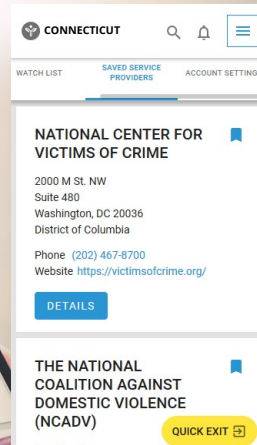 CONNECTICUT
WATCH LIST
SAVED SERVICE
PROVIDERS
ACCOUNT SETTING
NATIONAL CENTER FOR
VICTIMS OF CRIME
2000 M St. NW
Suite 480
Washington, DC 20036
District of Columbia
Phone (202) 467-8700
Website https://victimsofcrime.org/
DETAILS
THE NATIONAL
COALITION AGAINST
DOMESTIC VIOLENCE
(NCADV)
QUICK EXIT